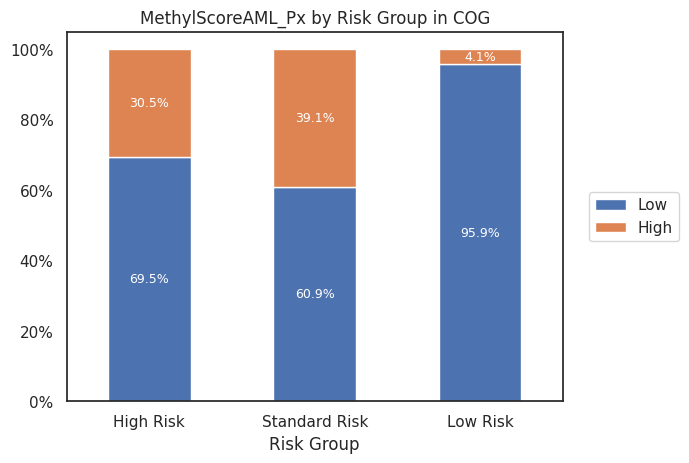 MethylScoreAML_Px by Risk Group in COG
100%
80%
60%
40%
20%
0%
30.5%
39.1%
4.1%
69.5%
60.9%
95.9%
High Risk
Standard Risk
Low Risk
Risk Group
Low
High